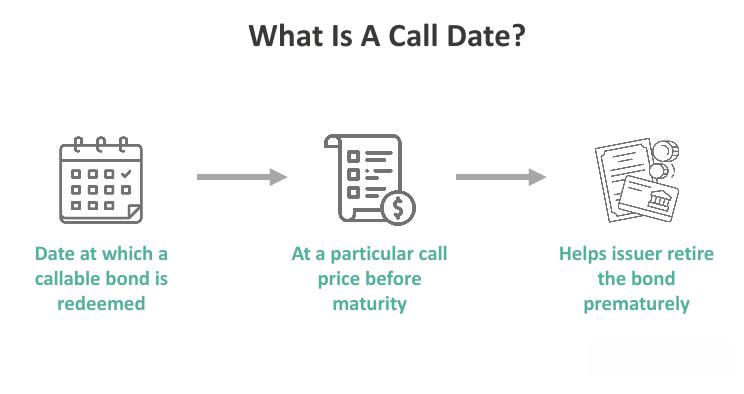 What Is A Call Date?
Date at which a
callable bond is
redeemed
$
At a particular call
price before
maturity
Helps issuer retire
the bond
prematurely